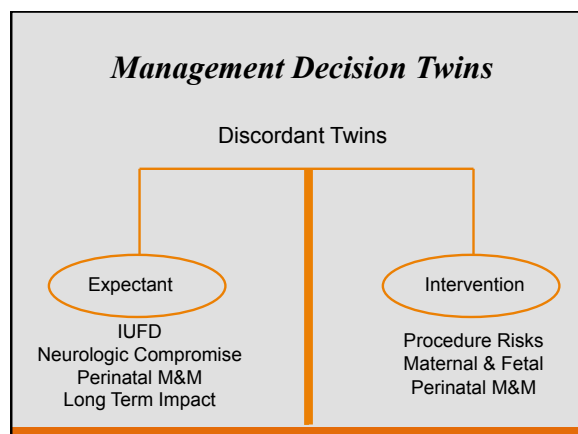 Management Decision Twins
Discordant Twins
Expectant
IUFD
Neurologic Compromise
Perinatal M&M
Long Term Impact
Intervention
Procedure Risks
Maternal & Fetal
Perinatal M&M